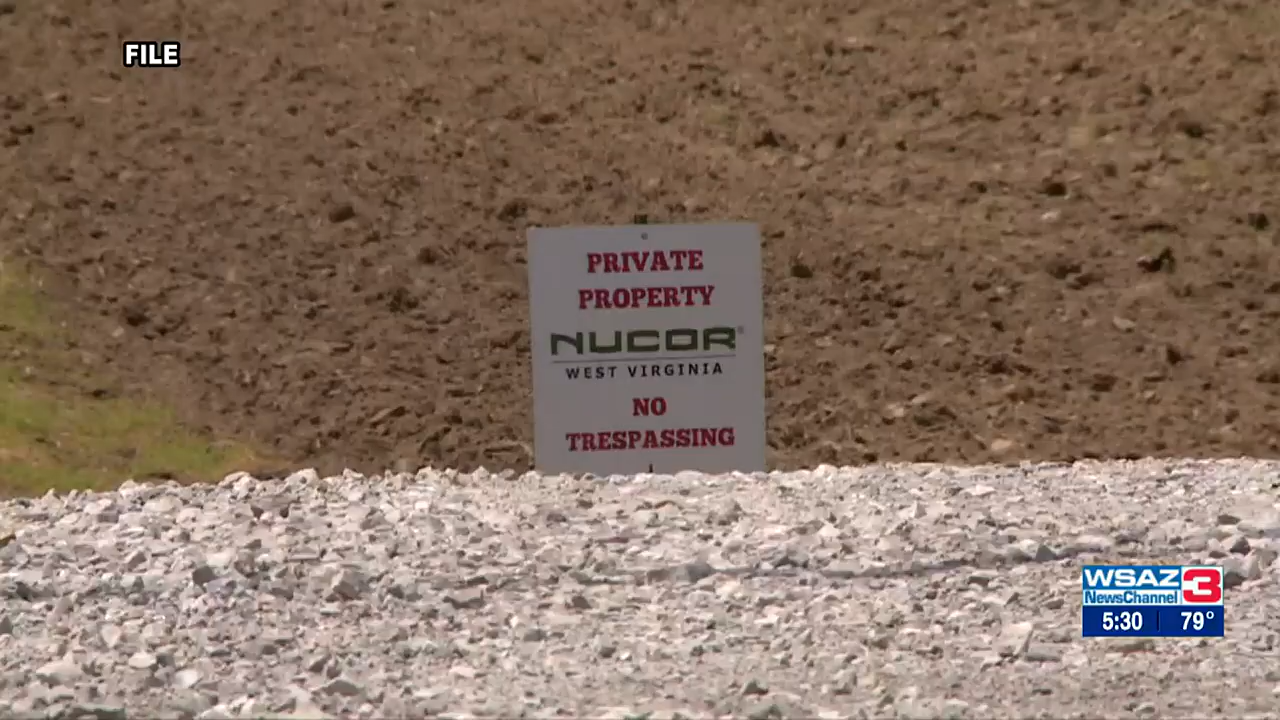 FILE
PRIVATE
PROPERTY
NUCOR®
WEST VIRGINIA
NO
TRESPASSING
WSAZ 3
NewsChannel
5:30 79°